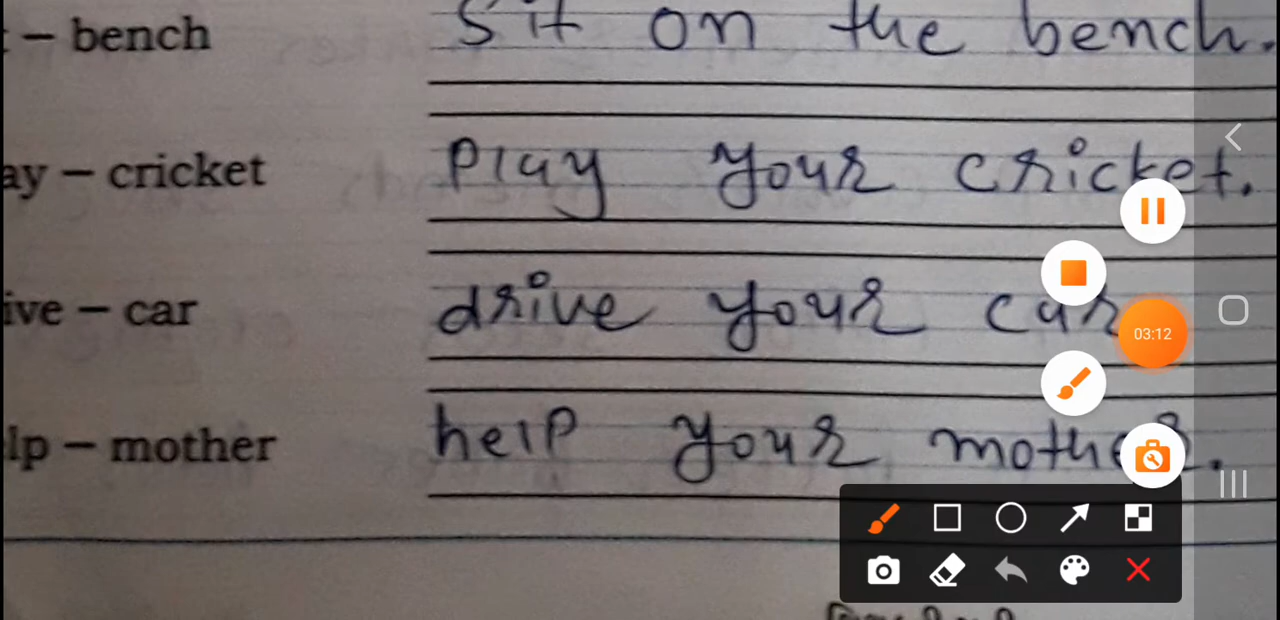 – bench Sit on the bench.
ay – cricket Play your cricket.
ive – car drive your car
lp – mother help your mother.
03:12